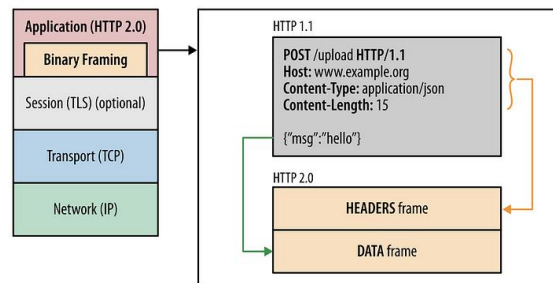 Application (HTTP 2.0)
Binary Framing
Session (TLS) (optional)
Transport (TCP)
Network (IP)
HTTP 1.1
POST /upload HTTP/1.1
Host: www.example.org
Content-Type: application/json
Content-Length: 15
{"msg":"hello"}
HTTP 2.0
HEADERS frame
DATA frame